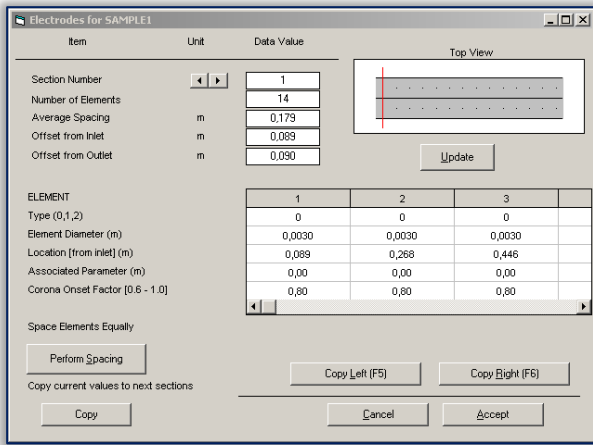 Electrodes for SAMPLE1
Item Unit Data Value
Top View
Section Number 1
Number of Elements 14
Average Spacing m 0,179
Offset from Inlet m 0,089
Offset from Outlet m 0,090
Update
ELEMENT 1 2 3
Type (0,1,2) 0 0 0
Element Diameter (m) 0,0030 0,0030 0,0030
Location [from inlet] (m) 0,089 0,268 0,446
Associated Parameter (m) 0,00 0,00 0,00
Corona Onset Factor [0.6 - 1.0] 0,80 0,80 0,80
Space Elements Equally
Perform Spacing
Copy Left (F5) Copy Right (F6)
Copy current values to next sections
Copy Cancel Accept